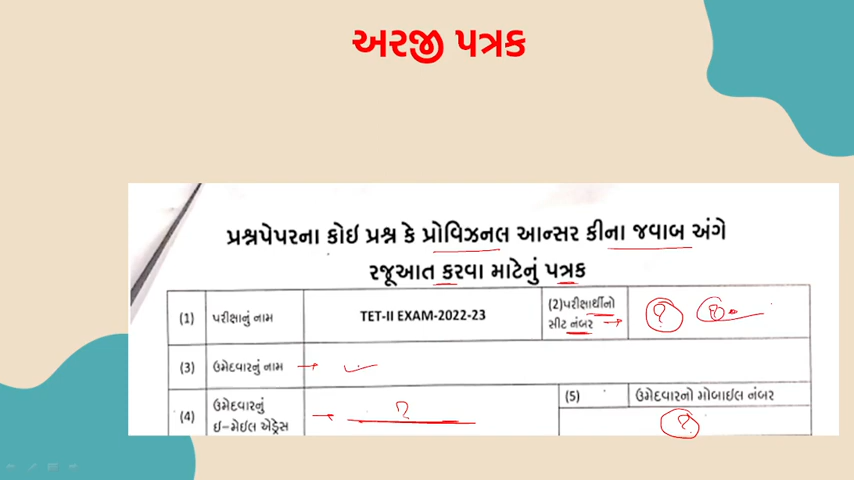 અરજી પત્રક
પ્રશ્નપેપરના કોઇ પ્રશ્ન કે પ્રોવિઝનલ આન્સર કીના જવાબ અંગે
રજૂઆત કરવા માટેનું પત્રક
(1) પરીક્ષાનું નામ TET-II EXAM-2022-23 (2)પરીક્ષાર્થીનો
સીટ નંબર
(3) ઉમેદવારનું નામ
(4) ઉમેદવારનું
ઇ-મેઇલ એડ્રેસ
(5) ઉમેદવારનો મોબાઈલ નંબર